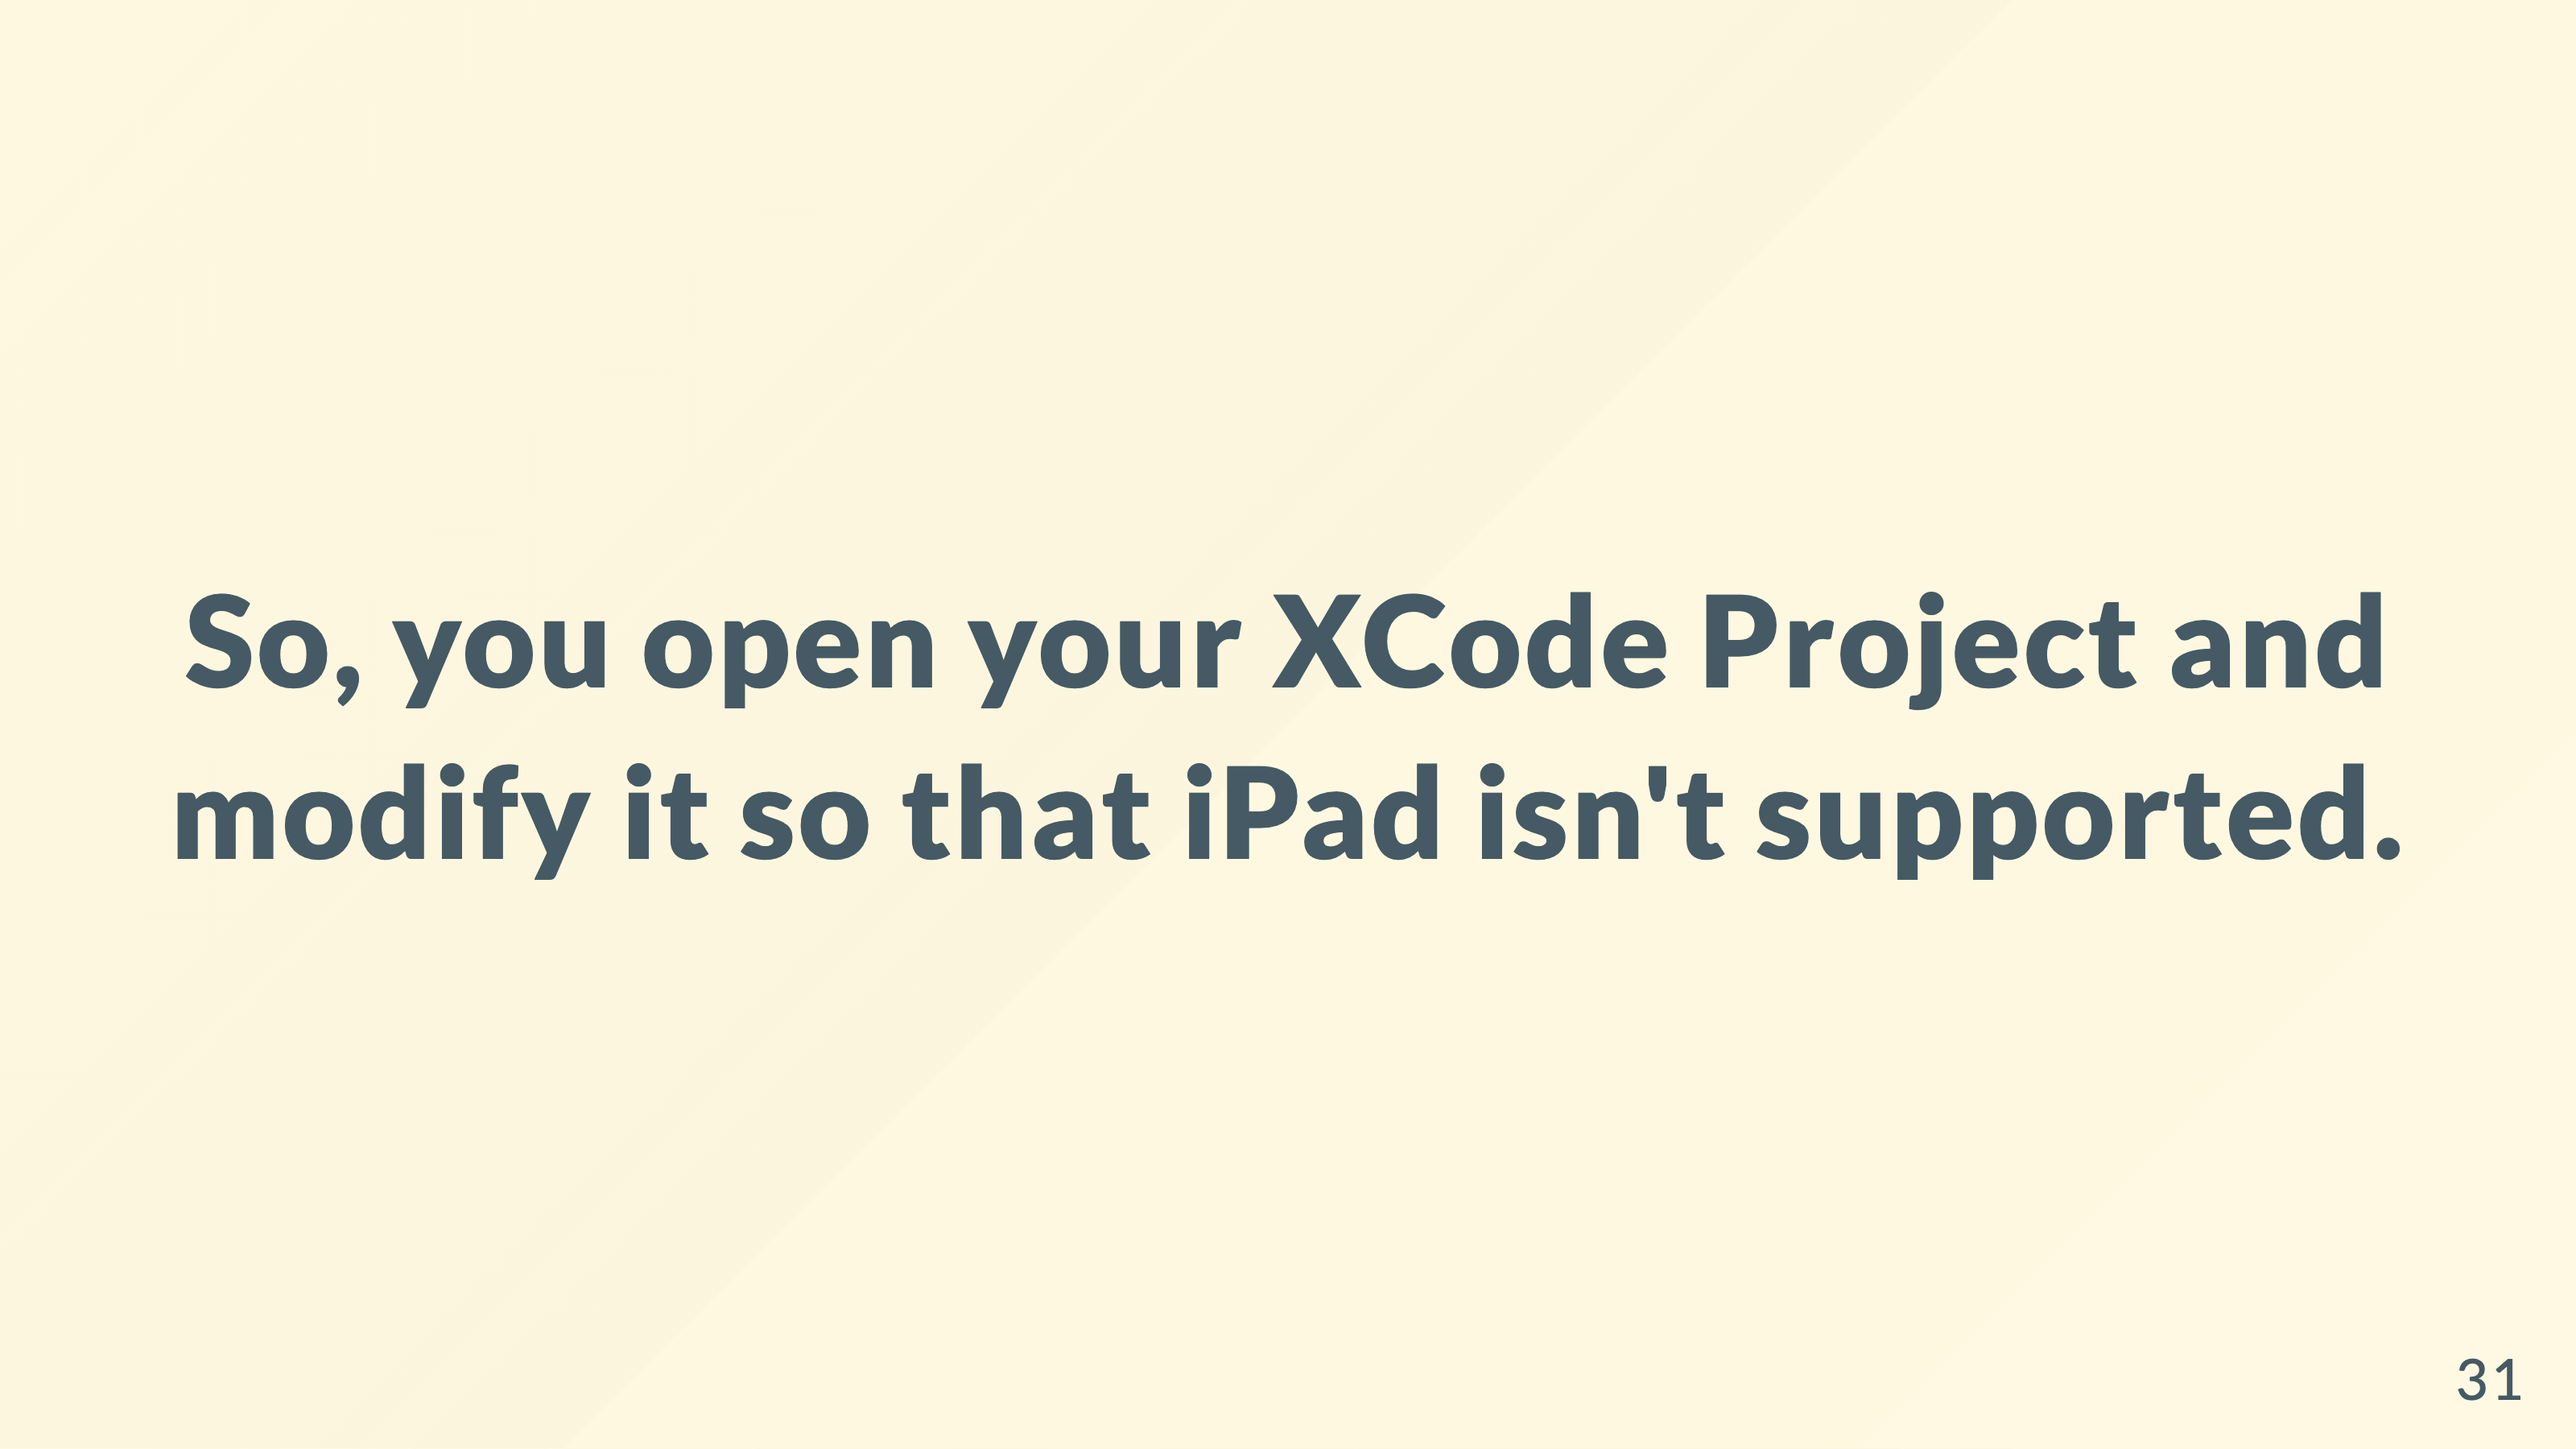 So, you open your XCode Project and
modify it so that iPad isn't supported.
31